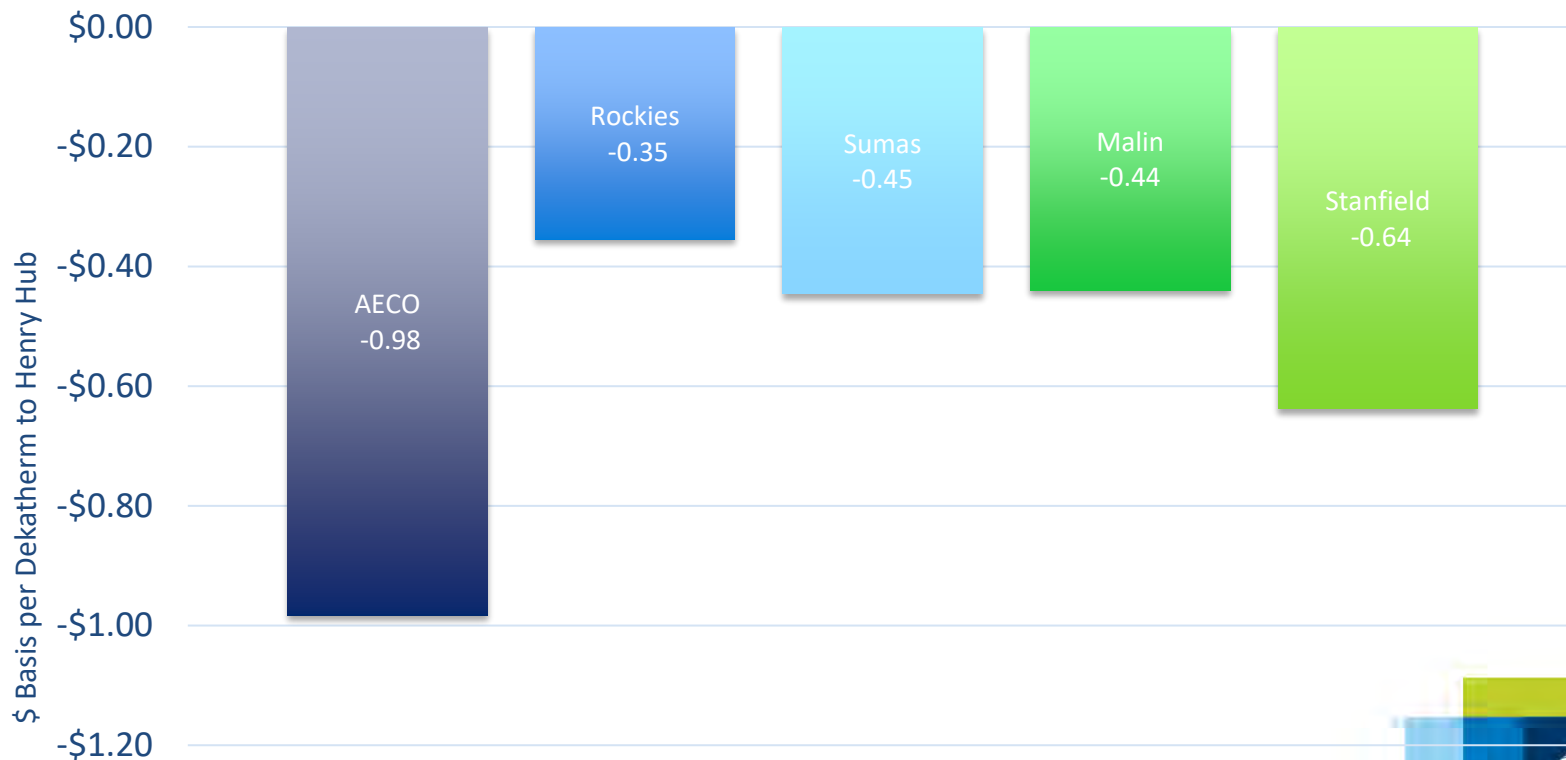 $0.00
-$0.20
-$0.40
-$0.60
-$0.80
-$1.00
-$1.20
$ Basis per Dekatherm to Henry Hub
AECO
-0.98
Rockies
-0.35
Sumas
-0.45
Malin
-0.44
Stanfield
-0.64